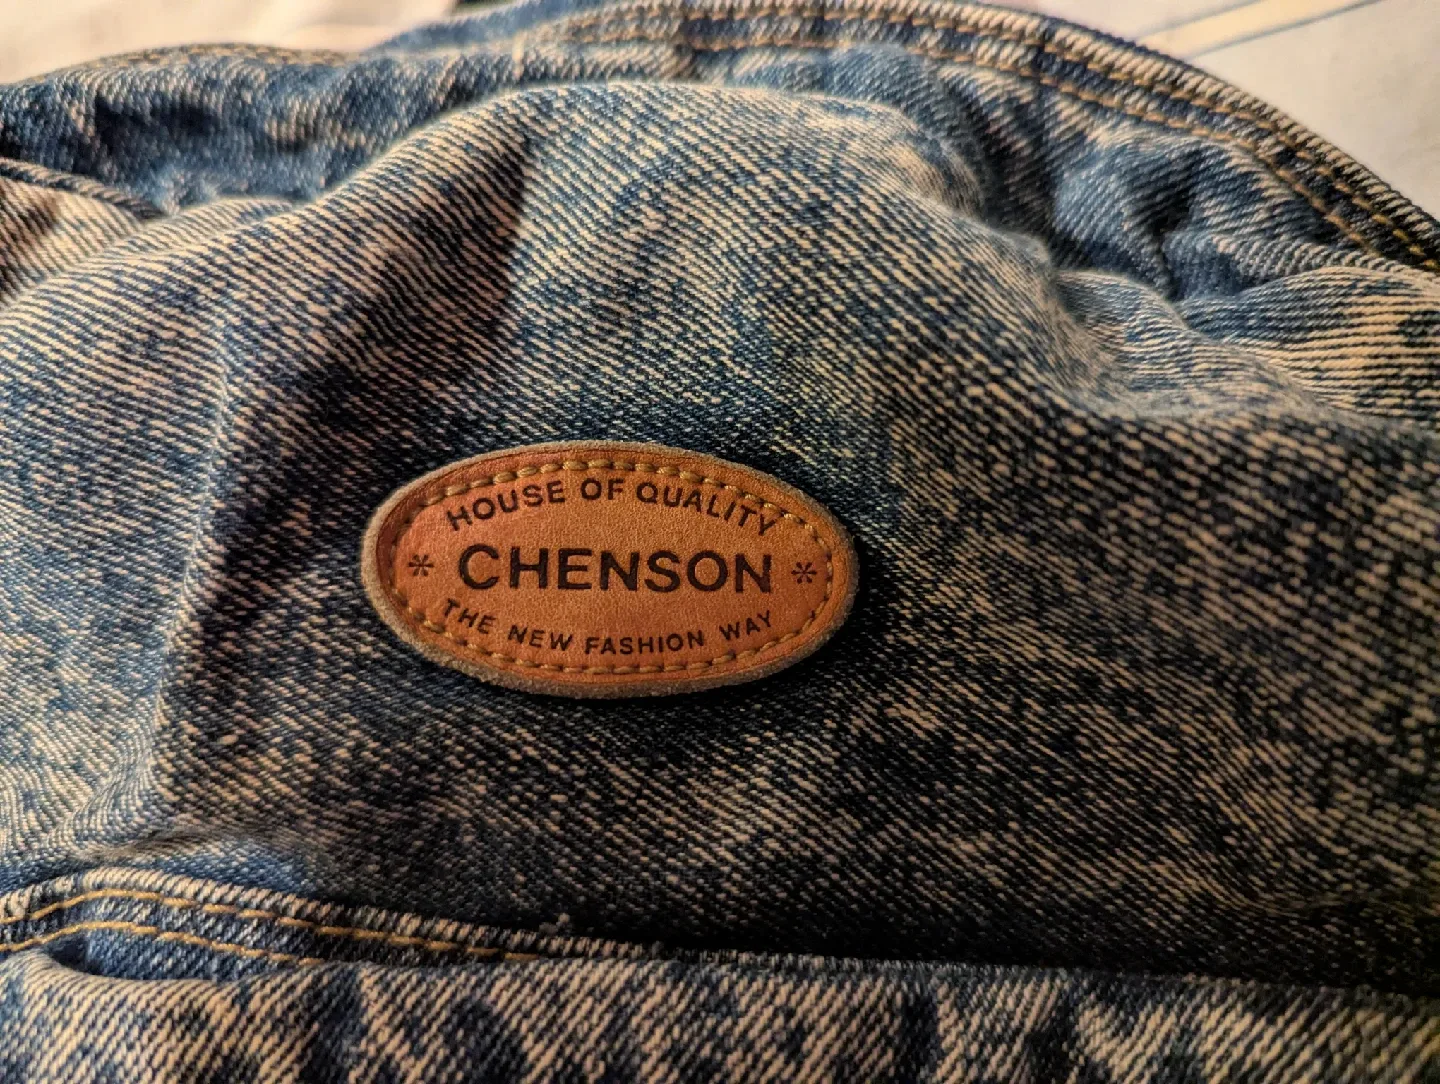 HOUSE OF QUALITY
* CHENSON *
THE NEW FASHION WAY